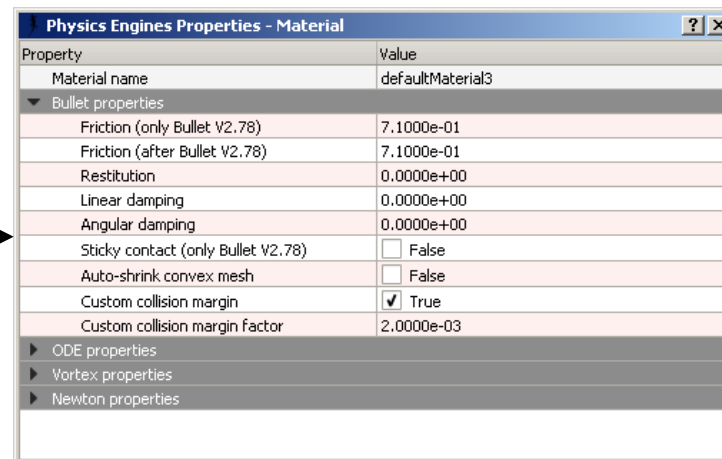 Physics Engines Properties - Material
Property Value
Material name defaultMaterial3
Bullet properties
Friction (only Bullet V2.78) 7.1000e-01
Friction (after Bullet V2.78) 7.1000e-01
Restitution 0.0000e+00
Linear damping 0.0000e+00
Angular damping 0.0000e+00
Sticky contact (only Bullet V2.78) False
Auto-shrink convex mesh False
Custom collision margin True
Custom collision margin factor 2.0000e-03
ODE properties
Vortex properties
Newton properties